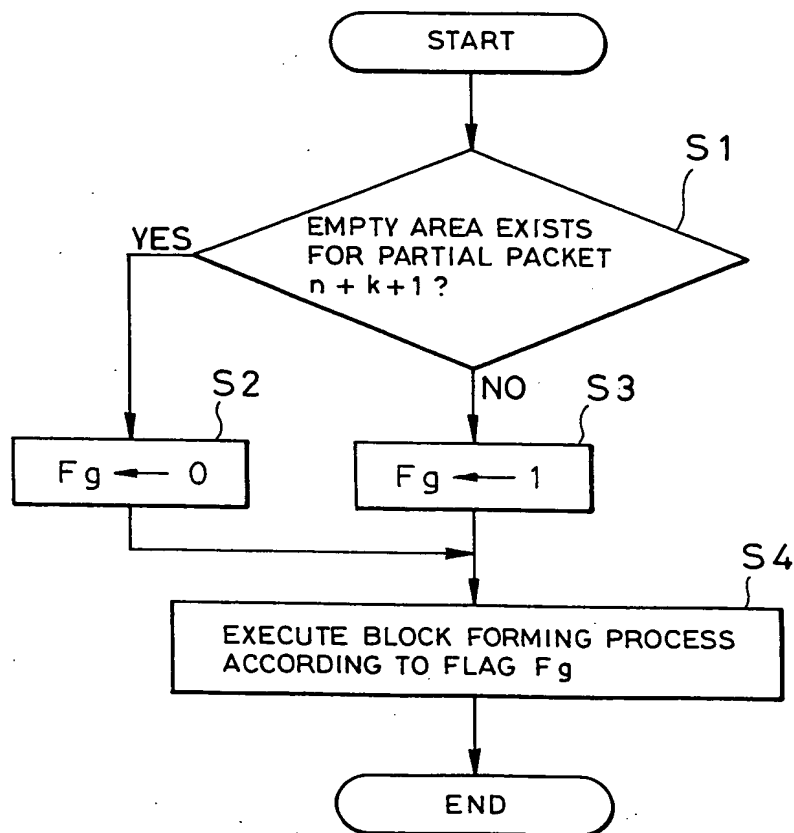 START
S1
EMPTY AREA EXISTS
FOR PARTIAL PACKET
n + k + 1 ?
YES
NO
S2
Fg ← 0
S3
Fg ← 1
S4
EXECUTE BLOCK FORMING PROCESS
ACCORDING TO FLAG Fg
END